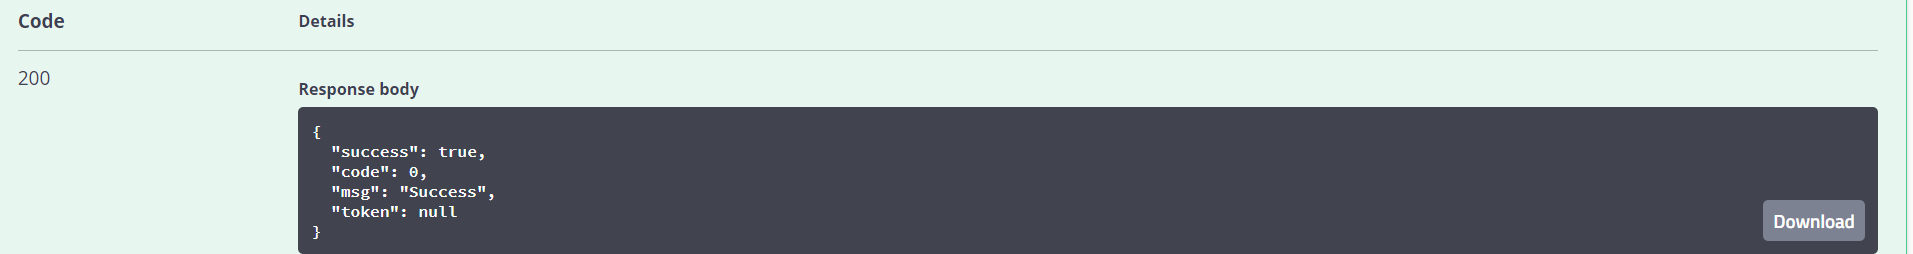 Code Details
200
Response body
{
  "success": true,
  "code": 0,
  "msg": "Success",
  "token": null
}
Download